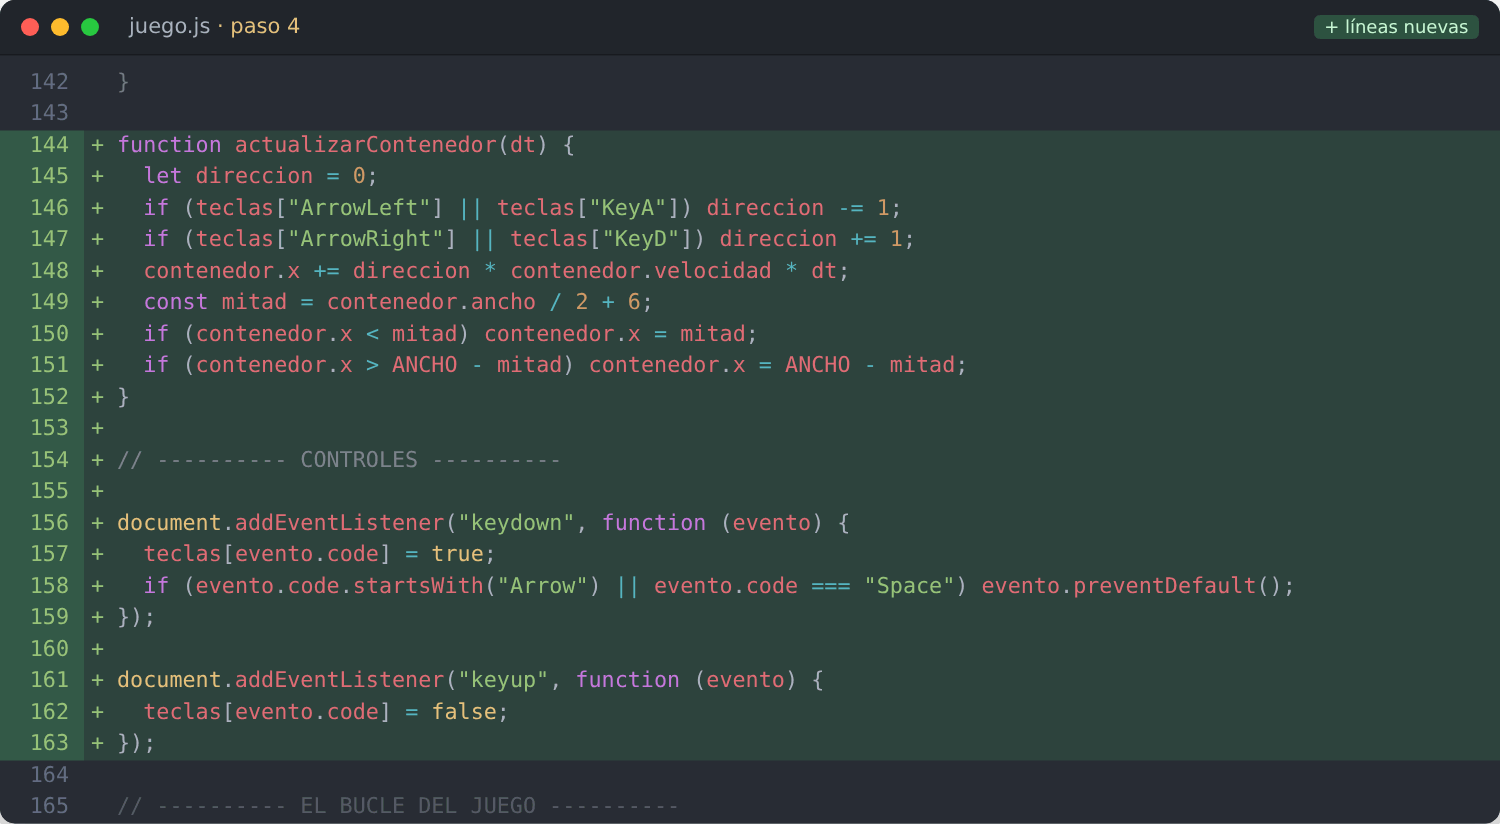 juego.js · paso 4
+ líneas nuevas
142 }
143
144 + function actualizarContenedor(dt) {
145 +   let direccion = 0;
146 +   if (teclas["ArrowLeft"] || teclas["KeyA"]) direccion -= 1;
147 +   if (teclas["ArrowRight"] || teclas["KeyD"]) direccion += 1;
148 +   contenedor.x += direccion * contenedor.velocidad * dt;
149 +   const mitad = contenedor.ancho / 2 + 6;
150 +   if (contenedor.x < mitad) contenedor.x = mitad;
151 +   if (contenedor.x > ANCHO - mitad) contenedor.x = ANCHO - mitad;
152 + }
153 +
154 + // ---------- CONTROLES ----------
155 +
156 + document.addEventListener("keydown", function (evento) {
157 +   teclas[evento.code] = true;
158 +   if (evento.code.startsWith("Arrow") || evento.code === "Space") evento.preventDefault();
159 + });
160 +
161 + document.addEventListener("keyup", function (evento) {
162 +   teclas[evento.code] = false;
163 + });
164
165 // ---------- EL BUCLE DEL JUEGO ----------